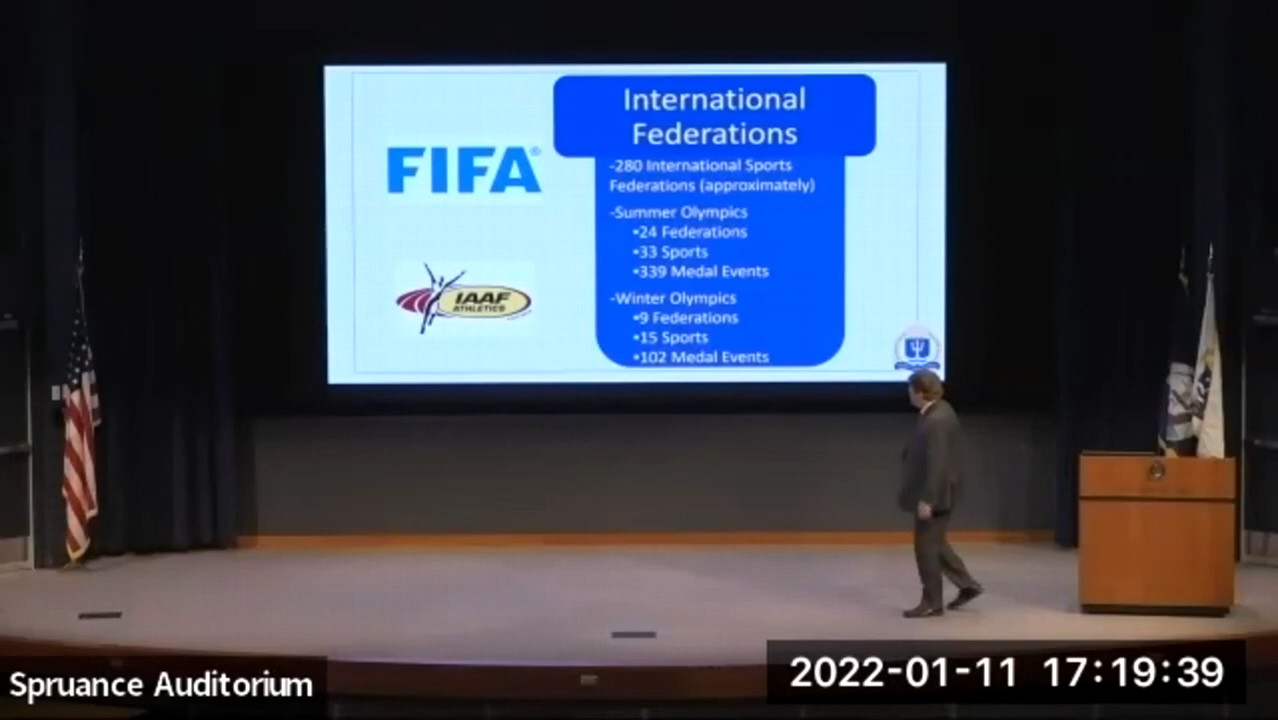 International
Federations
FIFA®
-280 International Sports
Federations (approximately)
-Summer Olympics
•24 Federations
•33 Sports
•339 Medal Events
IAAF
ATHLETICS
-Winter Olympics
•9 Federations
•15 Sports
•102 Medal Events
Spruance Auditorium
2022-01-11 17:19:39